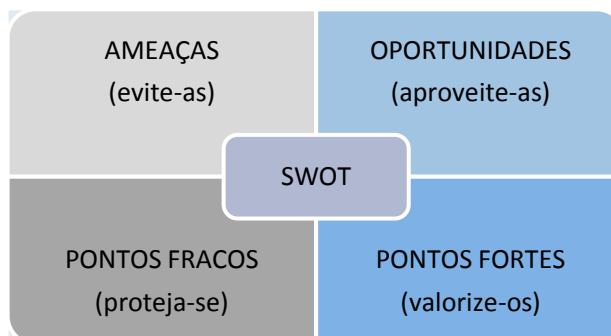 AMEAÇAS
(evite-as)
OPORTUNIDADES
(aproveite-as)
SWOT
PONTOS FRACOS
(proteja-se)
PONTOS FORTES
(valorize-os)